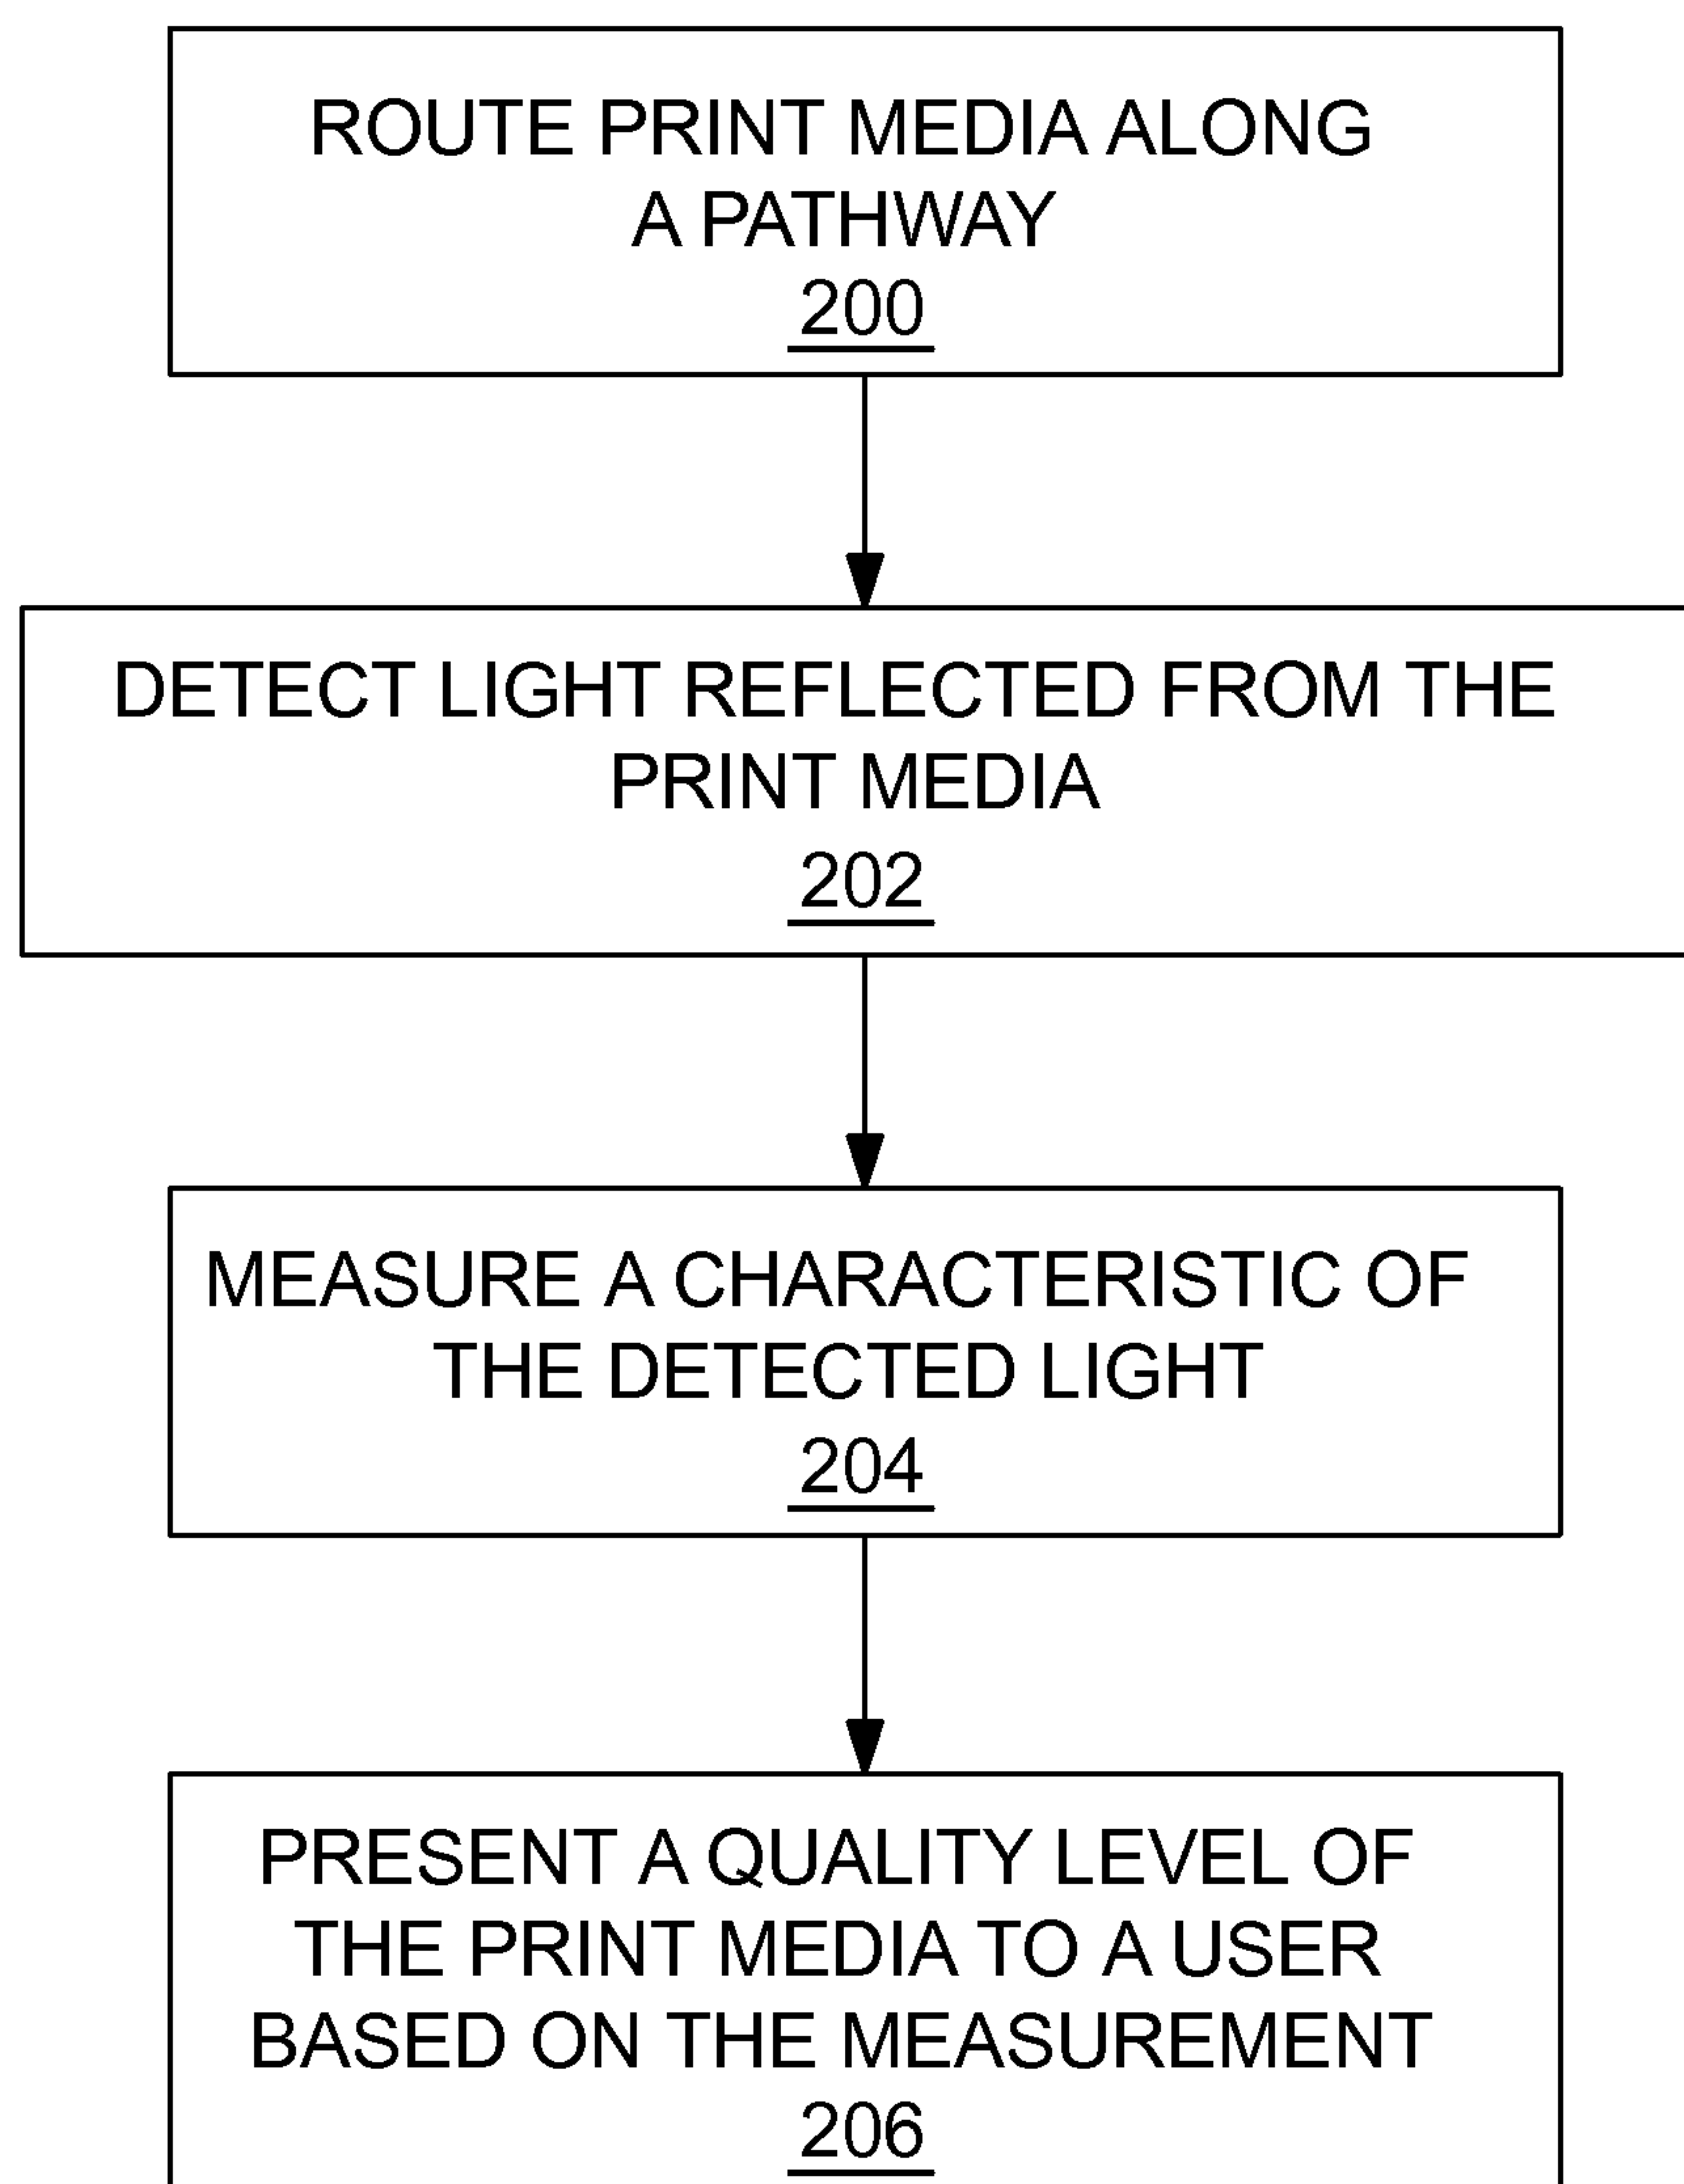 ROUTE PRINT MEDIA ALONG
A PATHWAY
200
DETECT LIGHT REFLECTED FROM THE
PRINT MEDIA
202
MEASURE A CHARACTERISTIC OF
THE DETECTED LIGHT
204
PRESENT A QUALITY LEVEL OF
THE PRINT MEDIA TO A USER
BASED ON THE MEASUREMENT
206